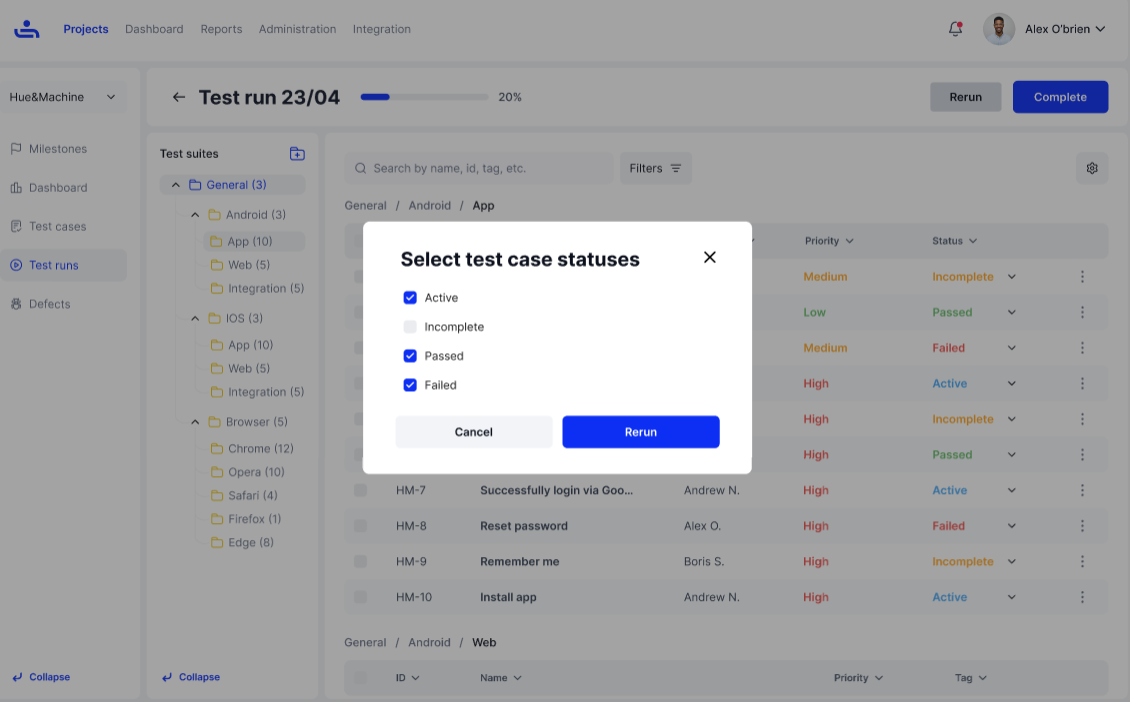 Projects Dashboard Reports Administration Integration Alex O'brien
Hue&Machine
Test run 23/04 20% Rerun Complete
Milestones
Dashboard
Test cases
Test runs
Defects
Collapse
Test suites
General (3)
Android (3)
App (10)
Web (5)
Integration (5)
IOS (3)
App (10)
Web (5)
Integration (5)
Browser (5)
Chrome (12)
Opera (10)
Safari (4)
Firefox (1)
Edge (8)
Collapse
Search by name, id, tag, etc. Filters
General / Android / App
Priority Status
Medium Incomplete
Low Passed
Medium Failed
High Active
High Incomplete
High Passed
HM-7 Successfully login via Goo... Andrew N. High Active
HM-8 Reset password Alex O. High Failed
HM-9 Remember me Boris S. High Incomplete
HM-10 Install app Andrew N. High Active
General / Android / Web
ID Name Priority Tag
Select test case statuses
Active
Incomplete
Passed
Failed
Cancel Rerun